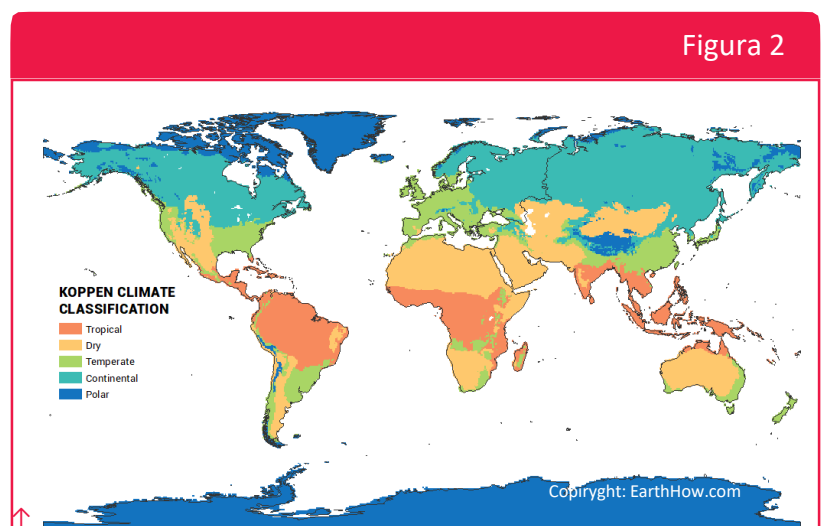 Figura 2
KOPPEN CLIMATE
CLASSIFICATION
Tropical
Dry
Temperate
Continental
Polar
Copiryght: EarthHow.com